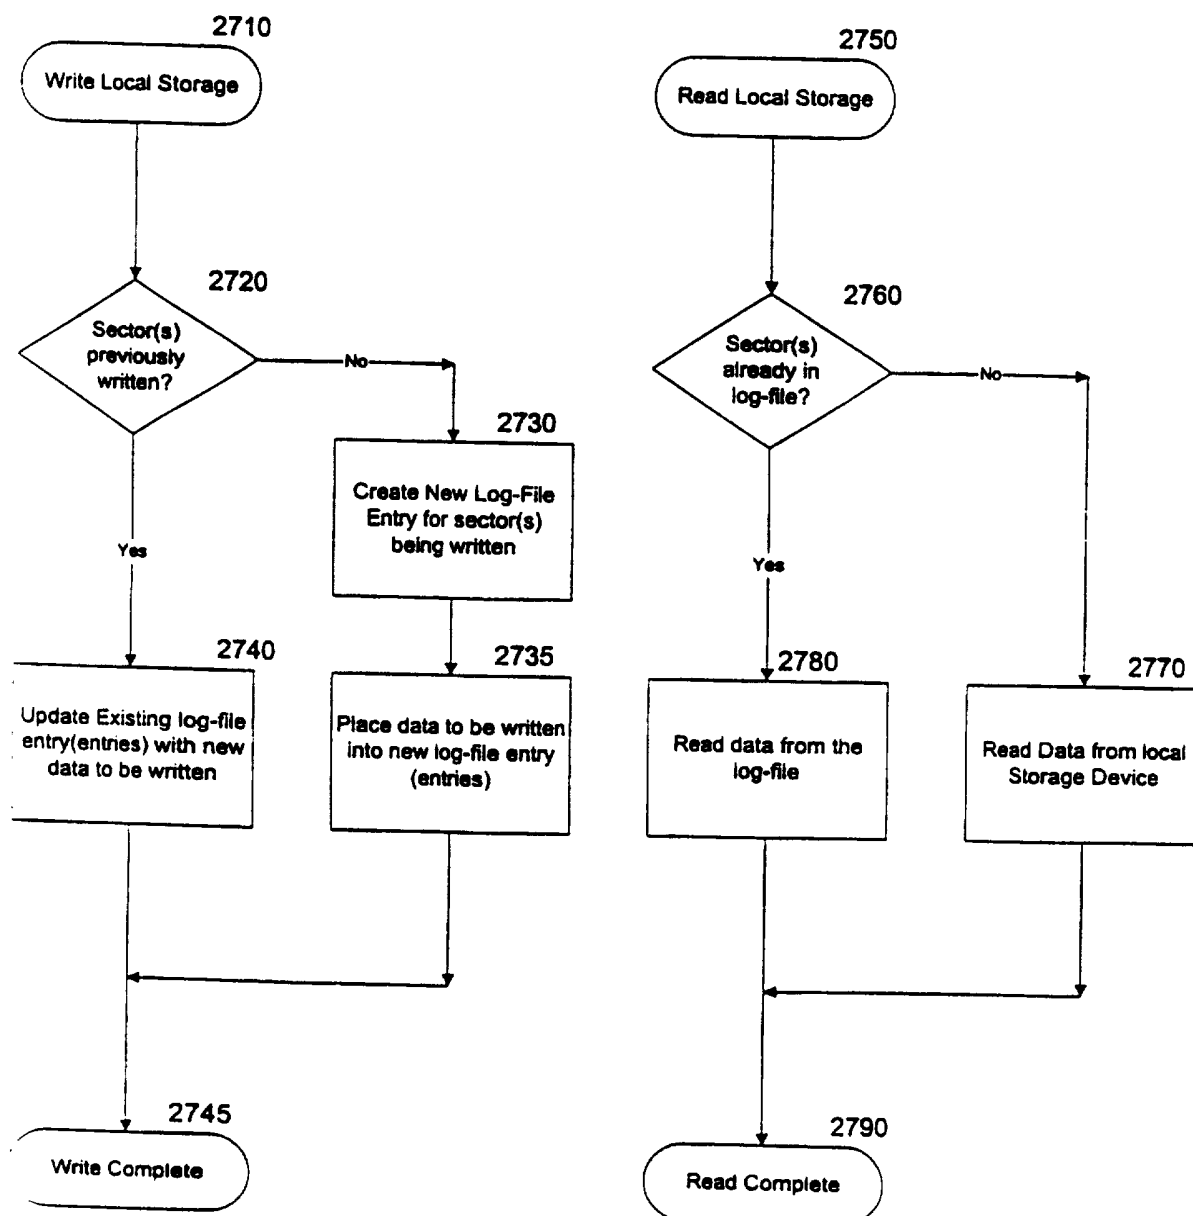 2710
Write Local Storage
2720
Sector(s)
previously
written?
No
Yes
2730
Create New Log-File
Entry for sector(s)
being written
2740
Update Existing log-file
entry(entries) with new
data to be written
2735
Place data to be written
into new log-file entry
(entries)
2745
Write Complete
2750
Read Local Storage
2760
Sector(s)
already in
log-file?
No
Yes
2780
Read data from the
log-file
2770
Read Data from local
Storage Device
2790
Read Complete